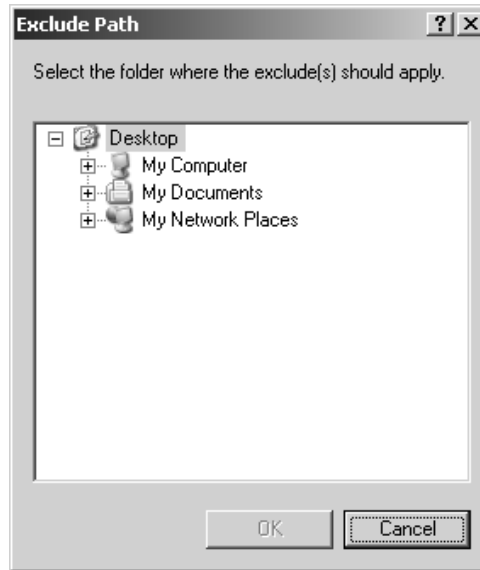 Exclude Path
Select the folder where the exclude(s) should apply.
Desktop
My Computer
My Documents
My Network Places
OK
Cancel